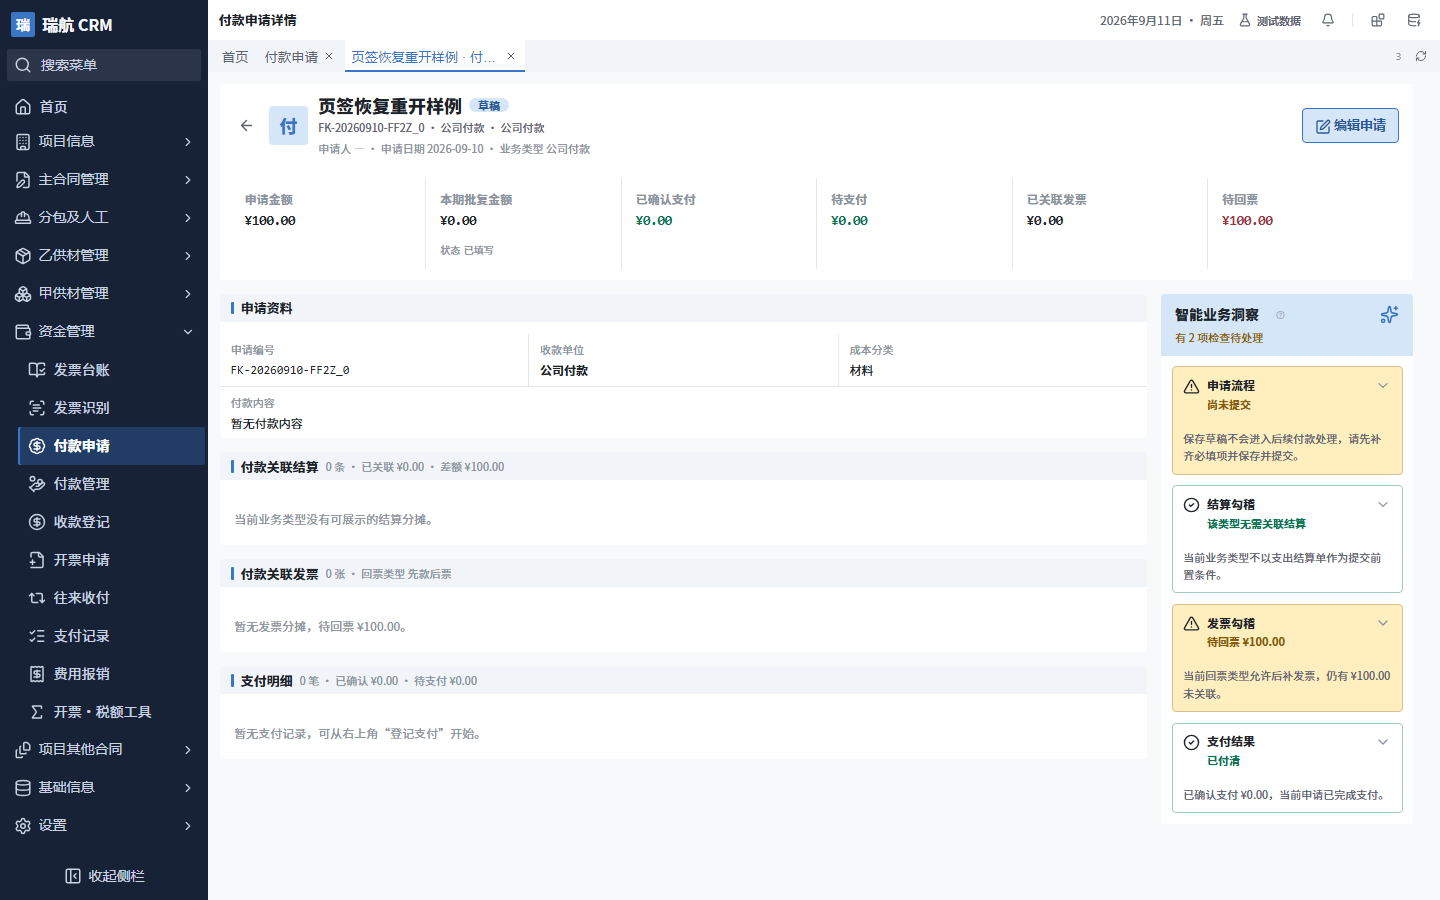 瑞 瑞航 CRM
搜索菜单
首页
项目信息
主合同管理
分包及人工
乙供材管理
甲供材管理
资金管理
发票台账
发票识别
付款申请
付款管理
收款登记
开票申请
往来收付
支付记录
费用报销
开票・税额工具
项目其他合同
基础信息
设置
收起侧栏
付款申请详情
2026年9月11日 • 周五 测试数据
首页 付款申请 页签恢复重开样例 · 付… 3
付 页签恢复重开样例 草稿
FK-20260910-FF2Z_0 • 公司付款 • 公司付款
申请人 — • 申请日期 2026-09-10 • 业务类型 公司付款
编辑申请
申请金额
¥100.00
本期批复金额
¥0.00
状态 已填写
已确认支付
¥0.00
待支付
¥0.00
已关联发票
¥0.00
待回票
¥100.00
申请资料
申请编号
FK-20260910-FF2Z_0
收款单位
公司付款
成本分类
材料
付款内容
暂无付款内容
付款关联结算 0 条 • 已关联 ¥0.00 • 差额 ¥100.00
当前业务类型没有可展示的结算分摊。
付款关联发票 0 张 • 回票类型 先款后票
暂无发票分摊，待回票 ¥100.00。
支付明细 0 笔 • 已确认 ¥0.00 • 待支付 ¥0.00
暂无支付记录，可从右上角“登记支付”开始。
智能业务洞察
有 2 项检查待处理
申请流程
尚未提交
保存草稿不会进入后续付款处理，请先补
齐必填项并保存并提交。
结算勾稽
该类型无需关联结算
当前业务类型不以支出结算单作为提交前
置条件。
发票勾稽
待回票 ¥100.00
当前回票类型允许后补发票，仍有 ¥100.00
未关联。
支付结果
已付清
已确认支付 ¥0.00，当前申请已完成支付。